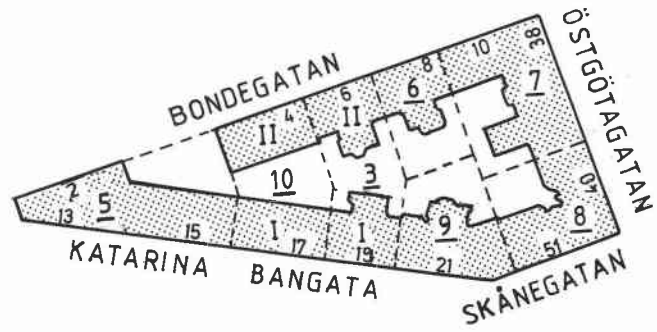 BONDEGATAN
ÖSTGÖTAGATAN
KATARINA BANGATA
SKÅNEGATAN
2
4
6
8
10
38
II
II
6
7
10
3
5
13
15
I
17
I
19
9
21
8
40
51